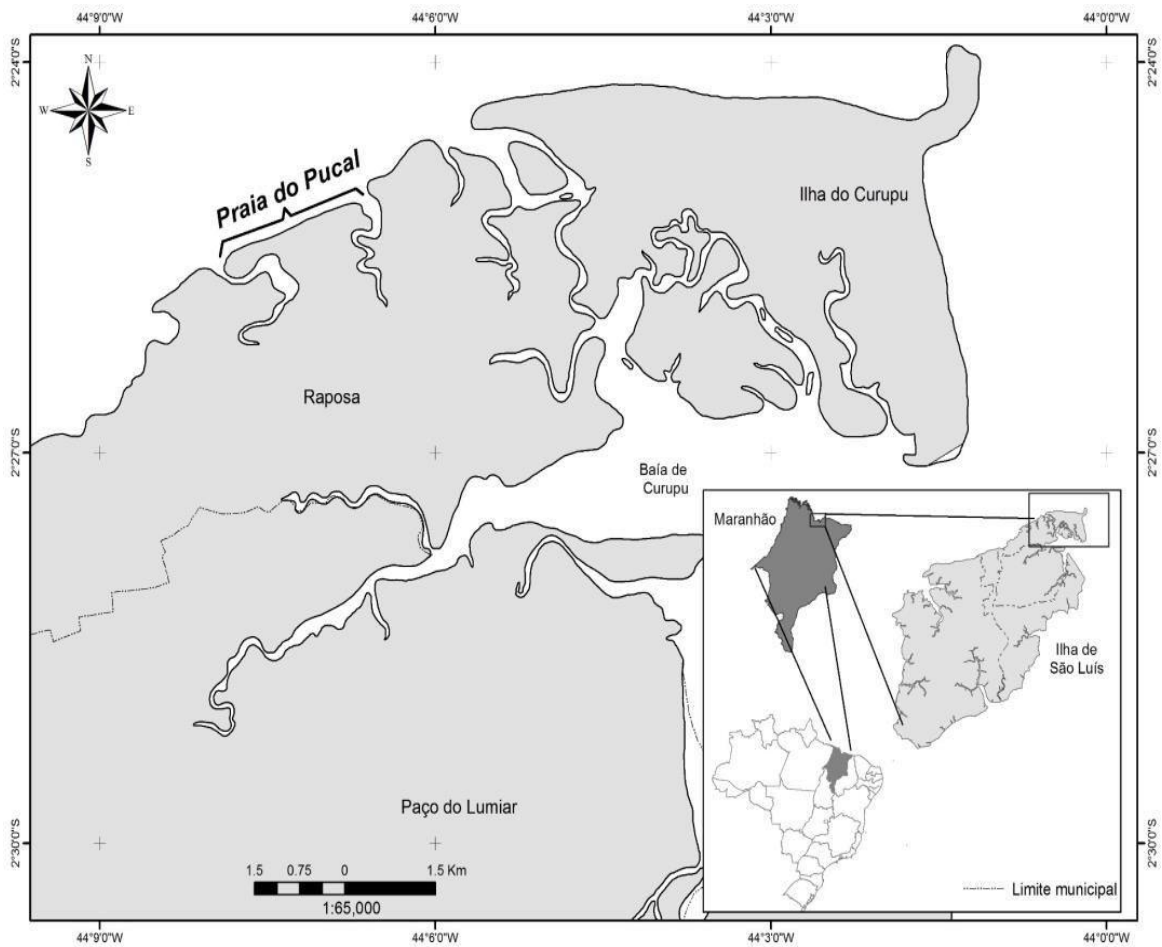 44°9'0"W
44°6'0"W
44°3'0"W
44°0'0"W
2°24'0"S
2°24'0"S
N
W
E
S
Praia do Pucal
Ilha do Curupu
Raposa
2°27'0"S
2°27'0"S
Baía de
Curupu
Maranhão
Ilha de
São Luís
Paço do Lumiar
2°30'0"S
2°30'0"S
1.5 0.75 0 1.5 Km
1:65,000
Limite municipal
44°9'0"W
44°6'0"W
44°3'0"W
44°0'0"W